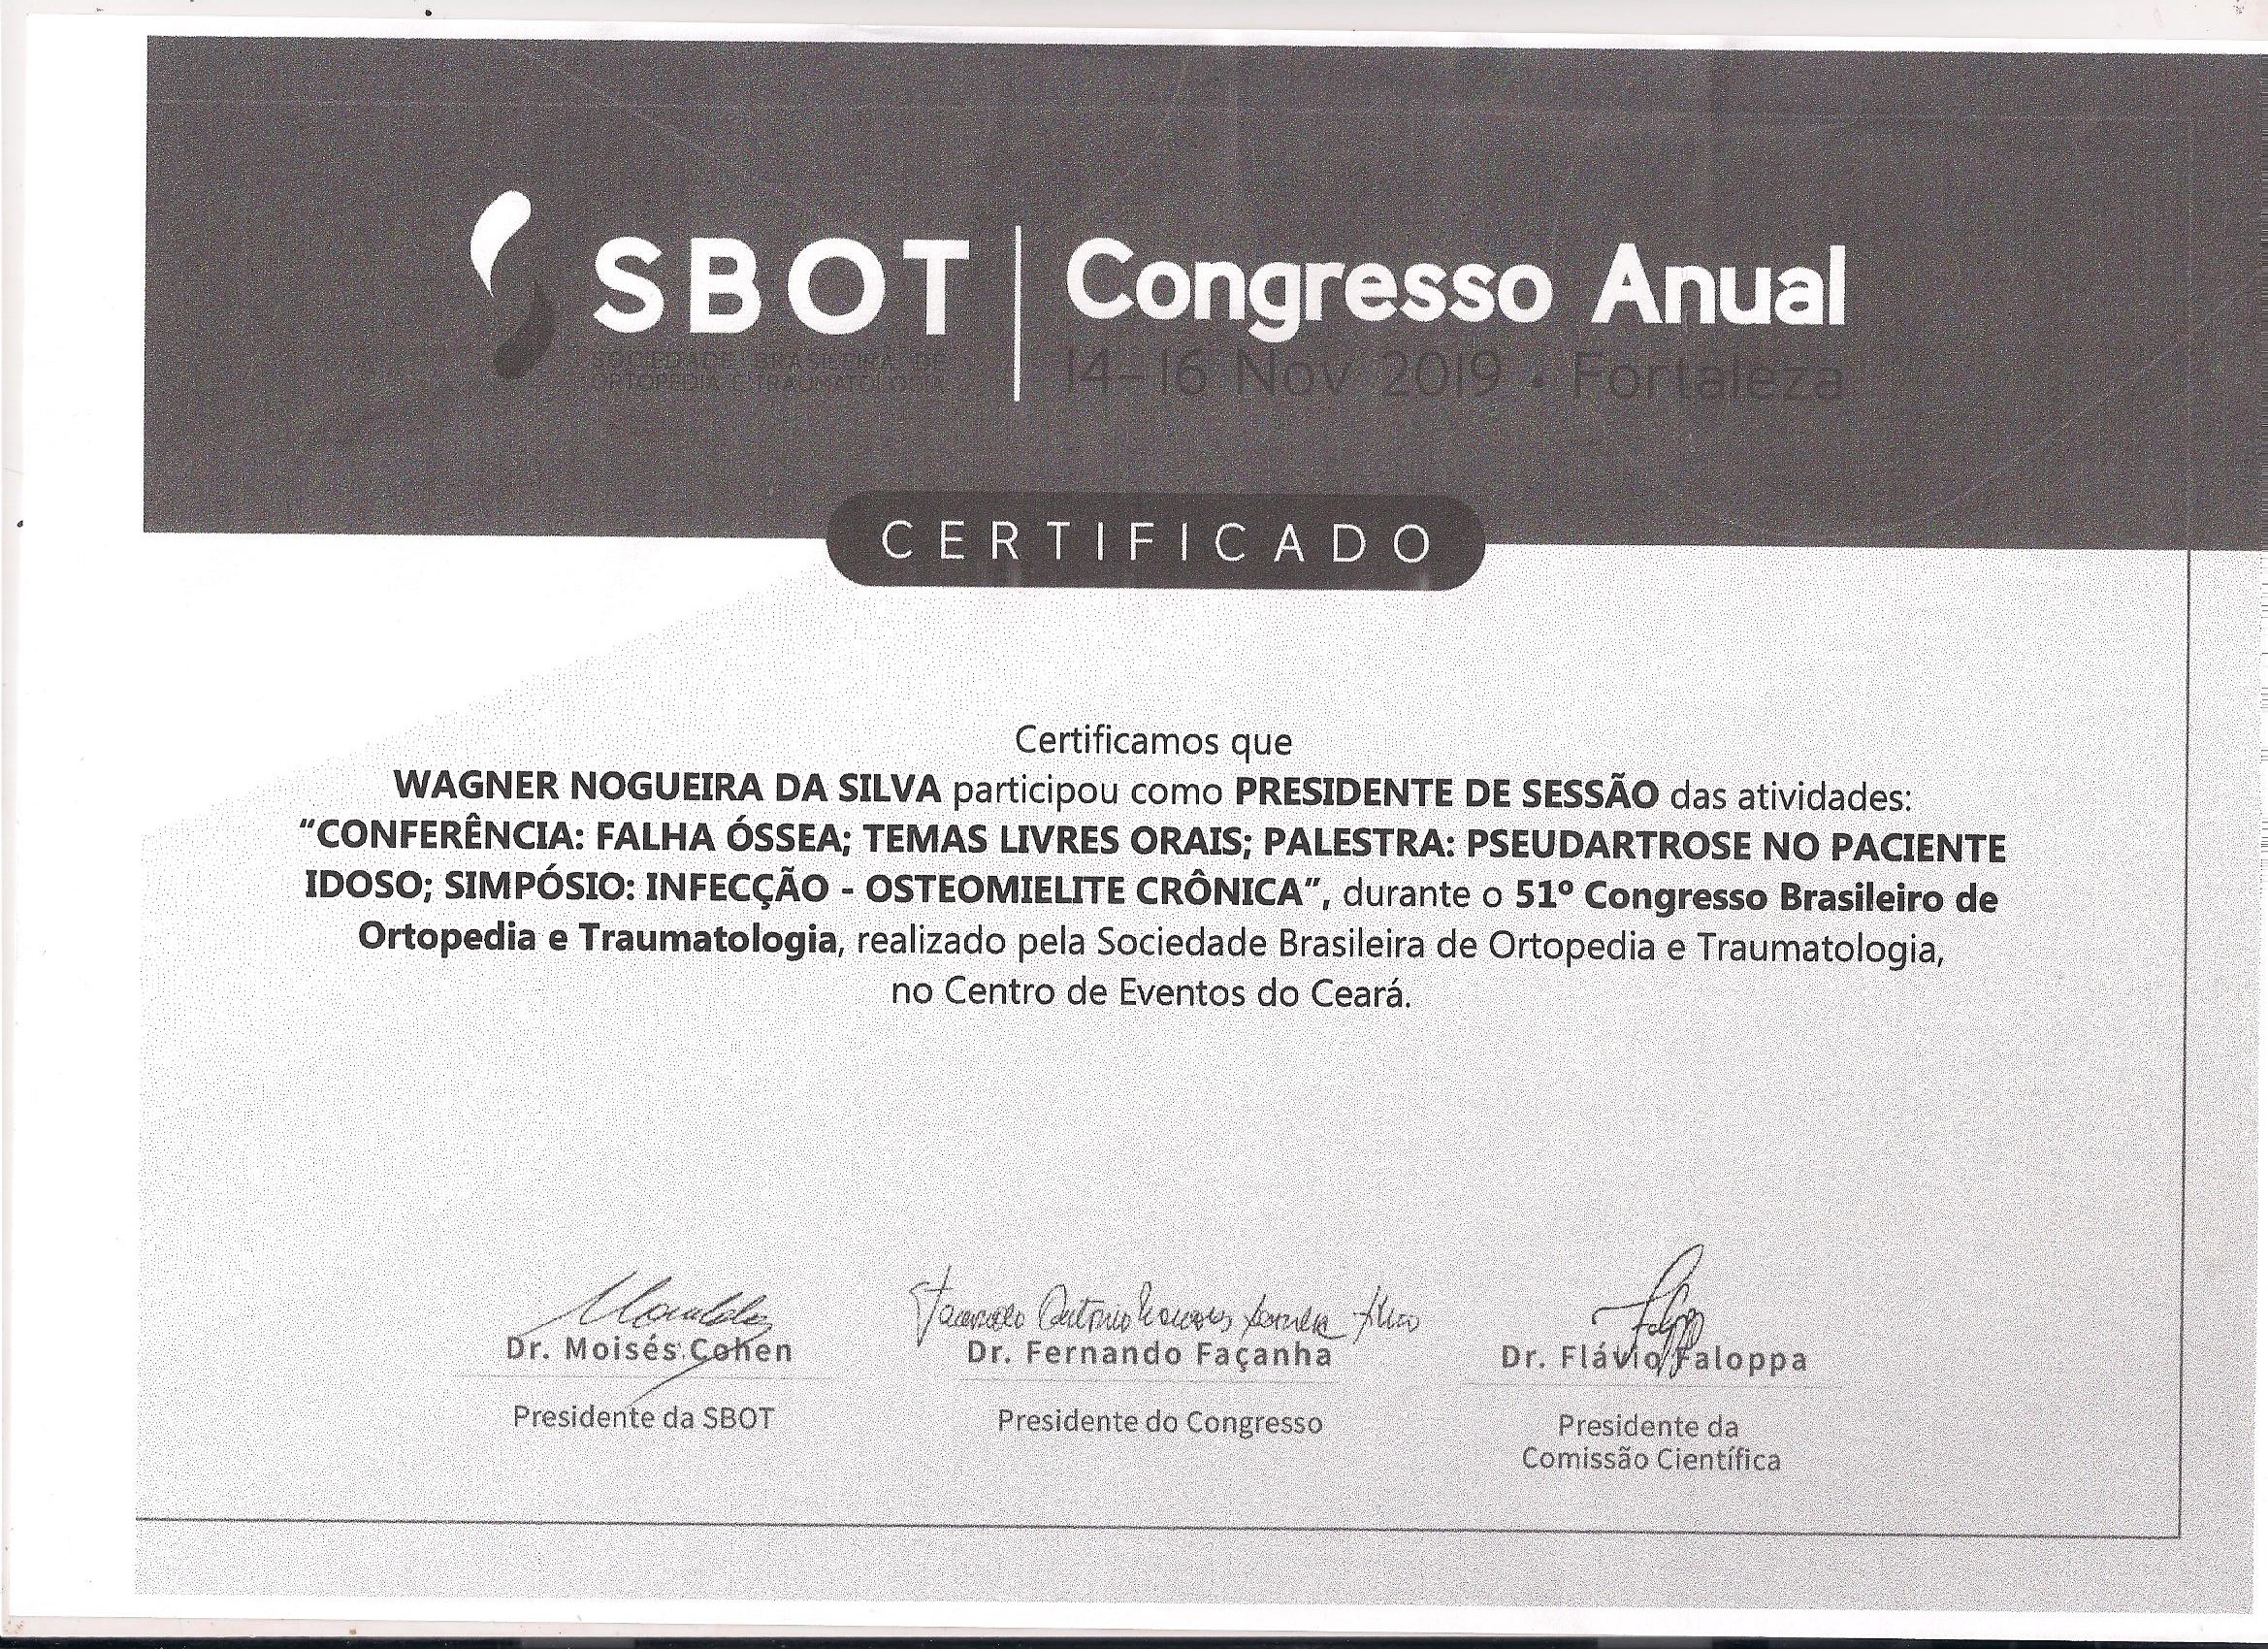 SBOT
SOCIEDADE BRASILEIRA DE
ORTOPEDIA E TRAUMATOLOGIA
Congresso Anual
14–16 Nov 2019 • Fortaleza
CERTIFICADO
Certificamos que
WAGNER NOGUEIRA DA SILVA participou como PRESIDENTE DE SESSÃO das atividades:
“CONFERÊNCIA: FALHA ÓSSEA; TEMAS LIVRES ORAIS; PALESTRA: PSEUDARTROSE NO PACIENTE
IDOSO; SIMPÓSIO: INFECÇÃO - OSTEOMIELITE CRÔNICA”, durante o 51º Congresso Brasileiro de
Ortopedia e Traumatologia, realizado pela Sociedade Brasileira de Ortopedia e Traumatologia,
no Centro de Eventos do Ceará.
Dr. Moisés Cohen
Presidente da SBOT
Dr. Fernando Façanha
Presidente do Congresso
Dr. Flávio Faloppa
Presidente da
Comissão Científica